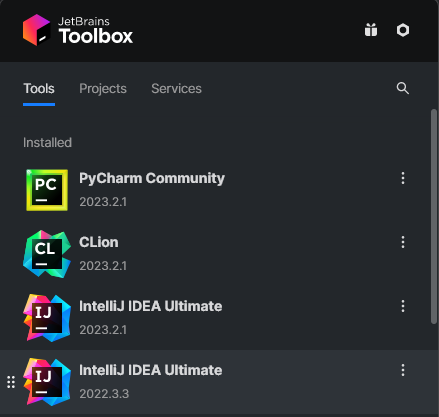 JetBrains
Toolbox
Tools Projects Services
Installed
PC
PyCharm Community
2023.2.1
CL
CLion
2023.2.1
IJ
IntelliJ IDEA Ultimate
2023.2.1
IJ
IntelliJ IDEA Ultimate
2022.3.3